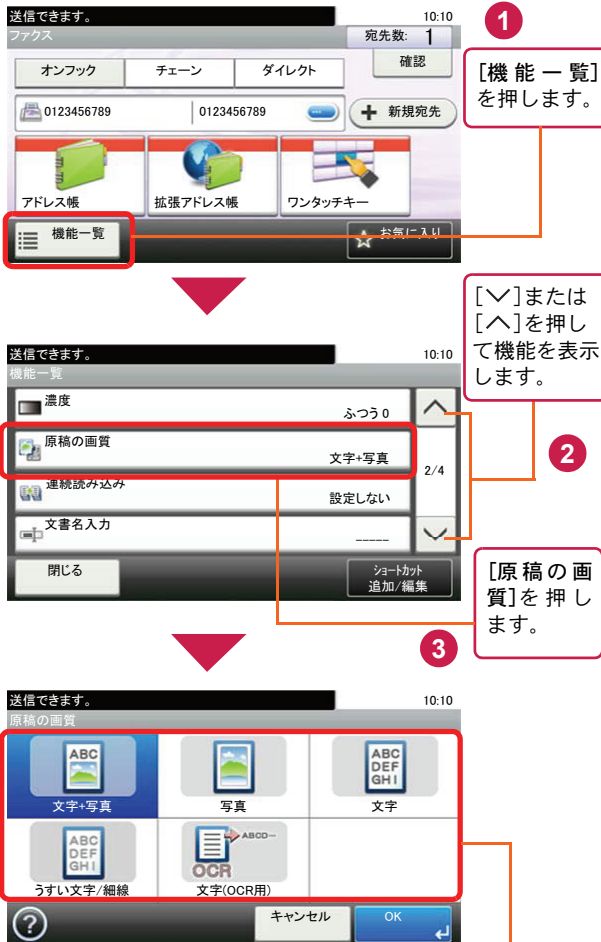 送信できます。 10:10
ファクス 宛先数: 1
オンフック チェーン ダイレクト 確認
0123456789 0123456789 新規宛先
アドレス帳 拡張アドレス帳 ワンタッチキー
機能一覧 お気に入り
1
[機能一覧]
を押します。
[∨]または
[∧]を押し
て機能を表示
します。
2
送信できます。 10:10
機能一覧
濃度 ふつう 0
原稿の画質 文字+写真
2/4
連続読み込み 設定しない
文書名入力 -----
閉じる ショートカット
追加/編集
[原稿の画
質]を押し
ます。
3
送信できます。 10:10
原稿の画質
ABC
文字+写真 写真
ABC
DEF
GHI
文字
ABC
DEF
GHI
うすい文字/細線
ABCD-
OCR
文字(OCR用)
? キャンセル OK